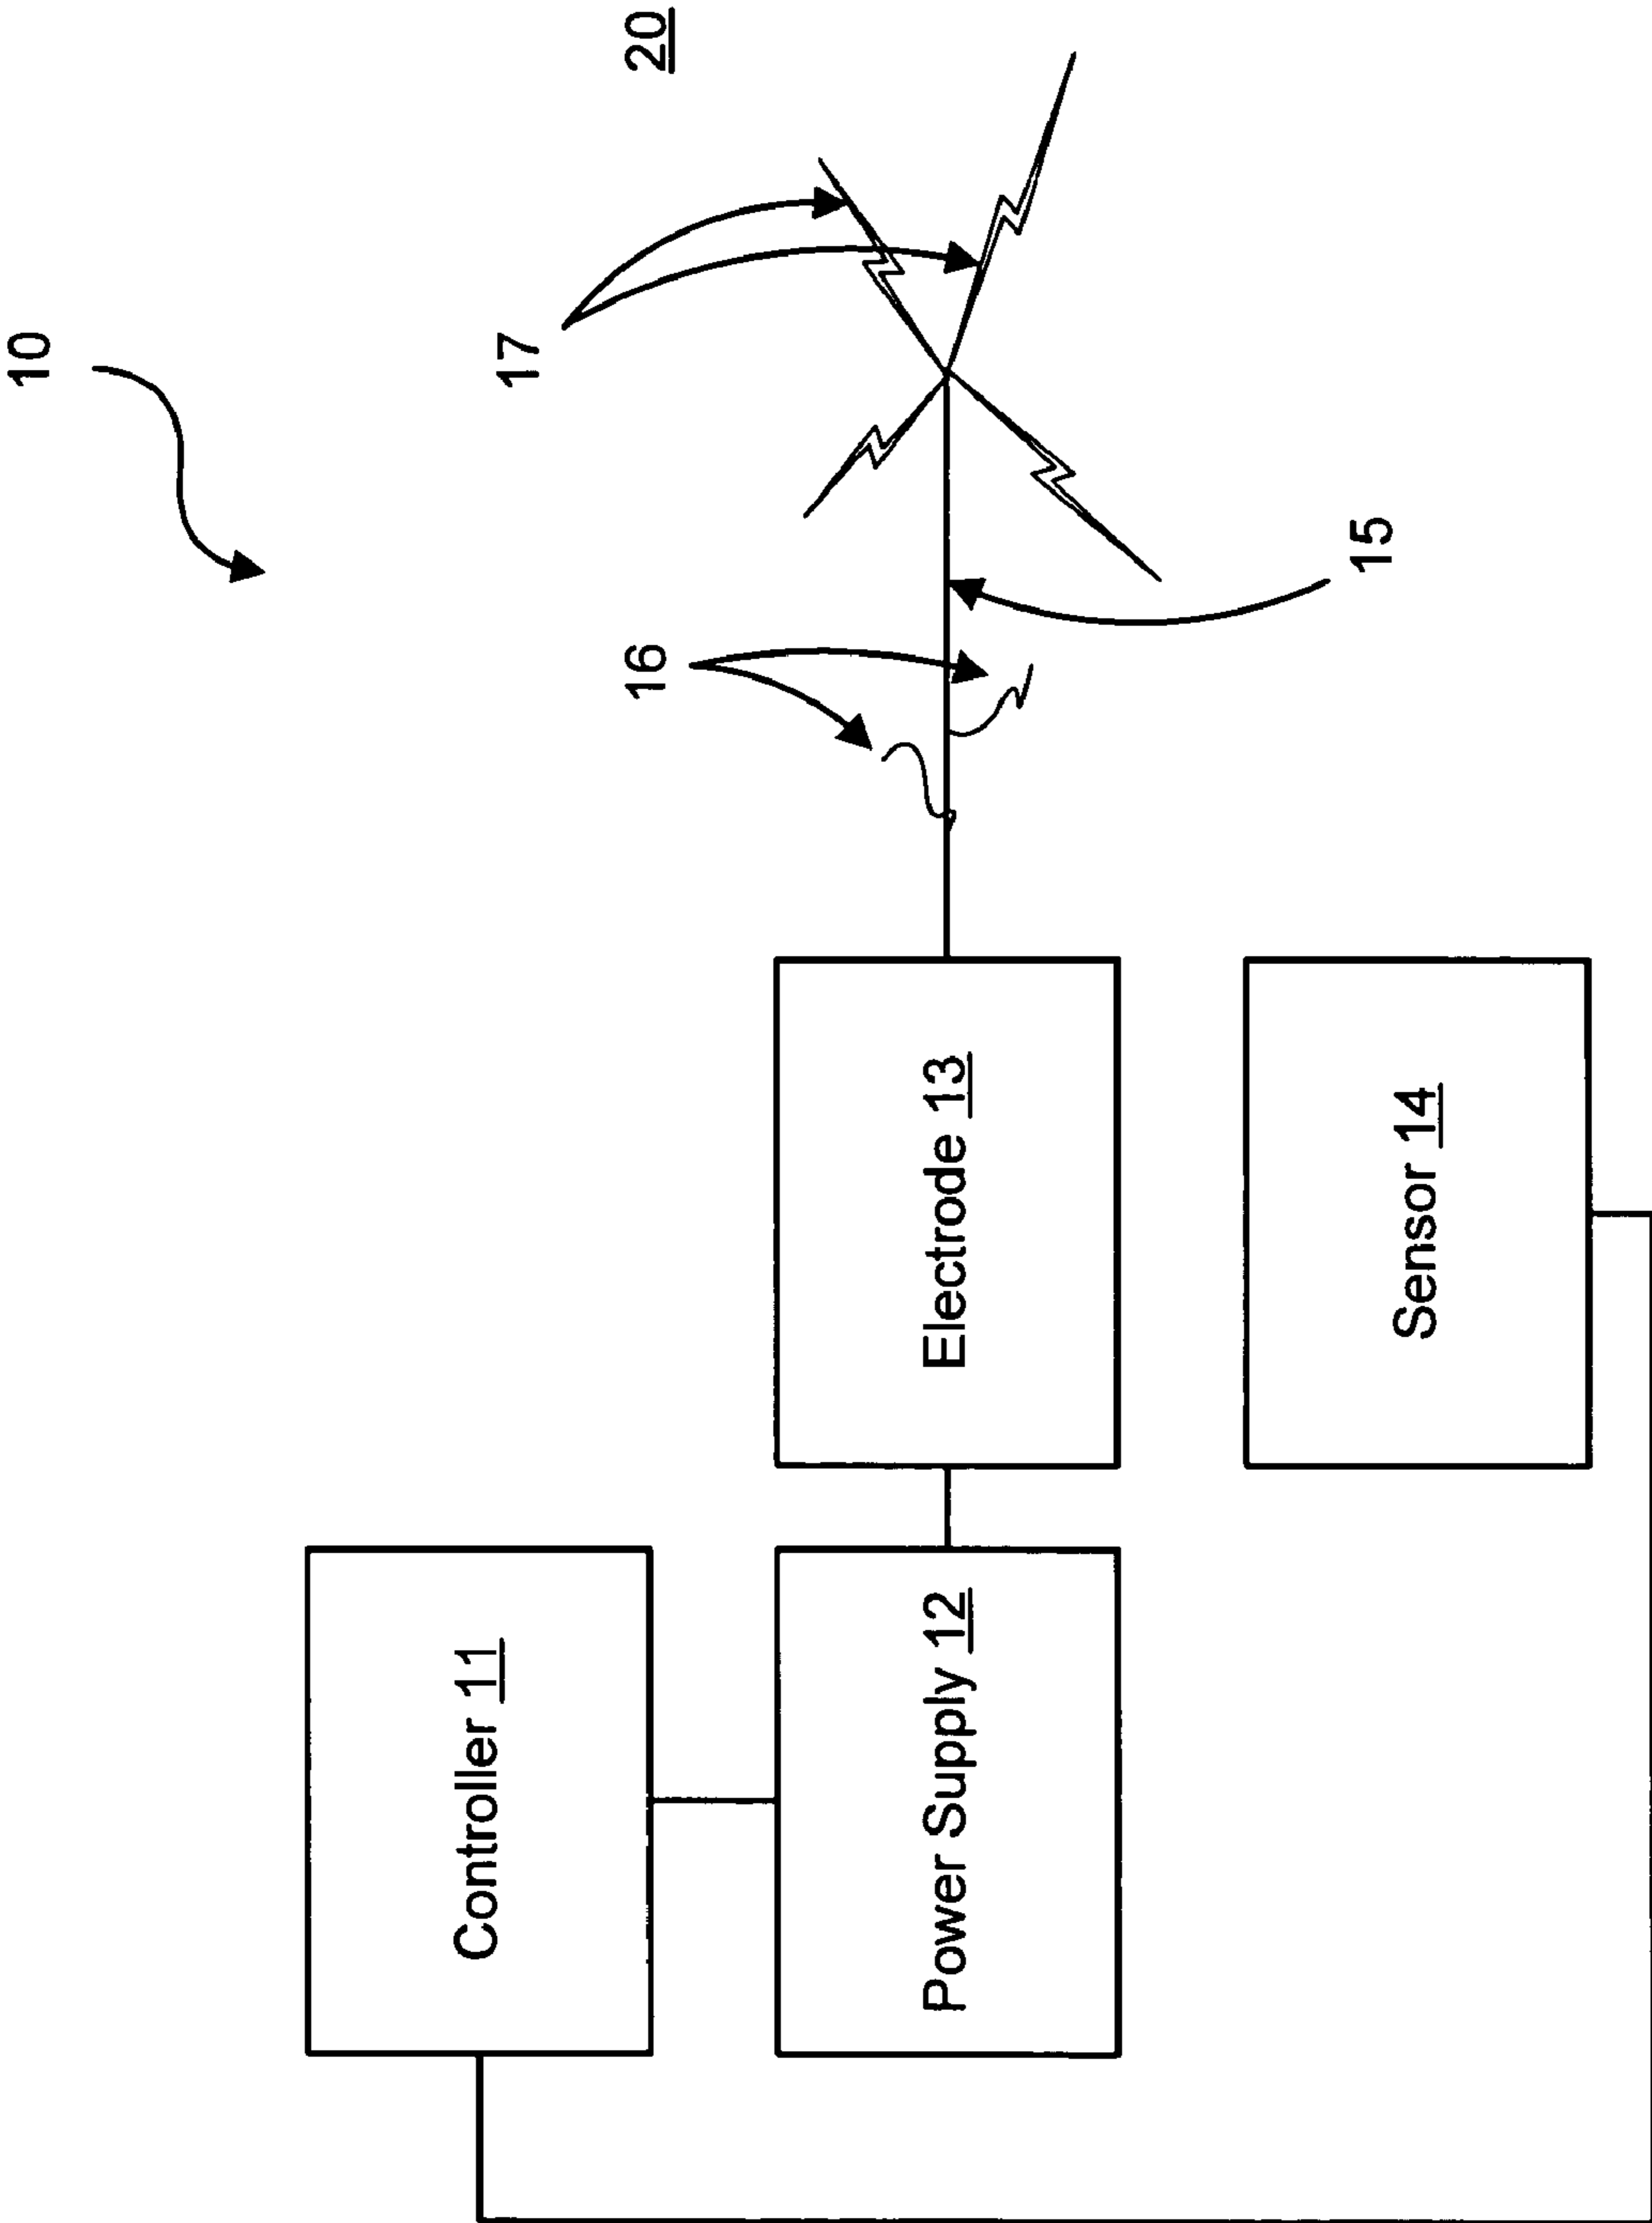 10
20
17
16
15
Controller 11
Power Supply 12
Electrode 13
Sensor 14